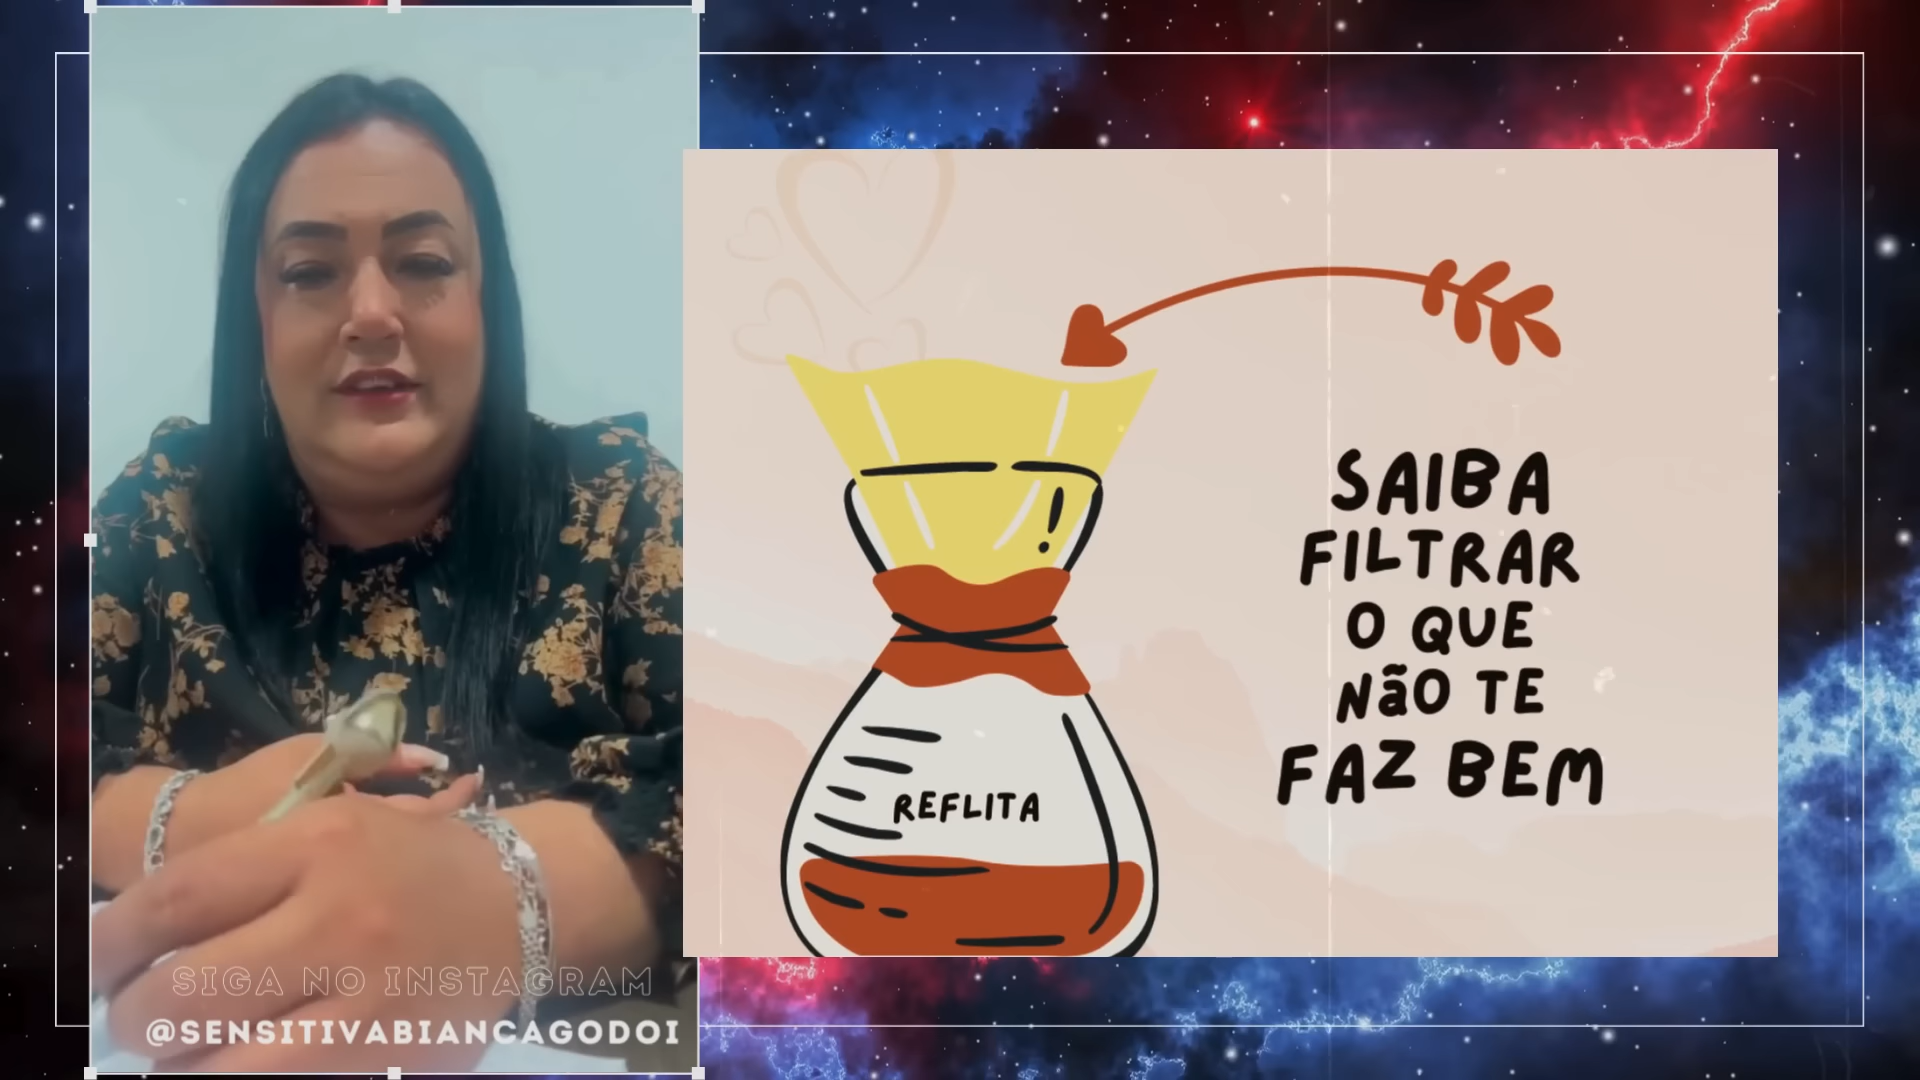 SAIBA
FILTRAR
O QUE
NãO TE
FAZ BEM
REFLITA
SIGA NO INSTAGRAM
@SENSITIVABIANCAGODOI